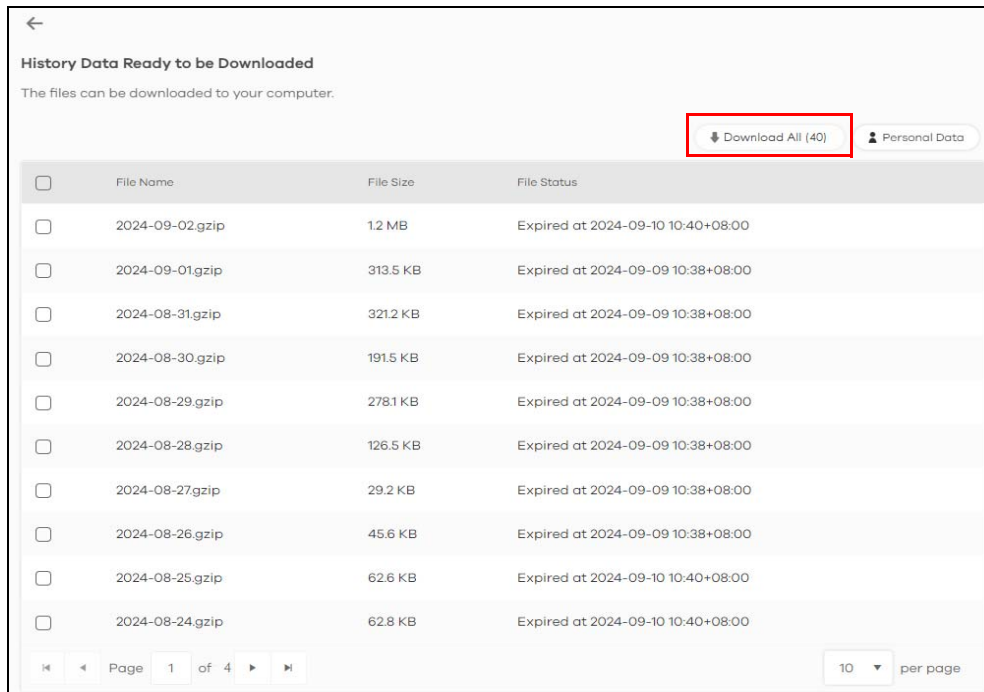 History Data Ready to be Downloaded
The files can be downloaded to your computer.
Download All (40) Personal Data
File Name File Size File Status
2024-09-02.gzip 1.2 MB Expired at 2024-09-10 10:40+08:00
2024-09-01.gzip 313.5 KB Expired at 2024-09-09 10:38+08:00
2024-08-31.gzip 321.2 KB Expired at 2024-09-09 10:38+08:00
2024-08-30.gzip 191.5 KB Expired at 2024-09-09 10:38+08:00
2024-08-29.gzip 278.1 KB Expired at 2024-09-09 10:38+08:00
2024-08-28.gzip 126.5 KB Expired at 2024-09-09 10:38+08:00
2024-08-27.gzip 29.2 KB Expired at 2024-09-09 10:38+08:00
2024-08-26.gzip 45.6 KB Expired at 2024-09-09 10:38+08:00
2024-08-25.gzip 62.6 KB Expired at 2024-09-10 10:40+08:00
2024-08-24.gzip 62.8 KB Expired at 2024-09-10 10:40+08:00
Page 1 of 4 10 per page